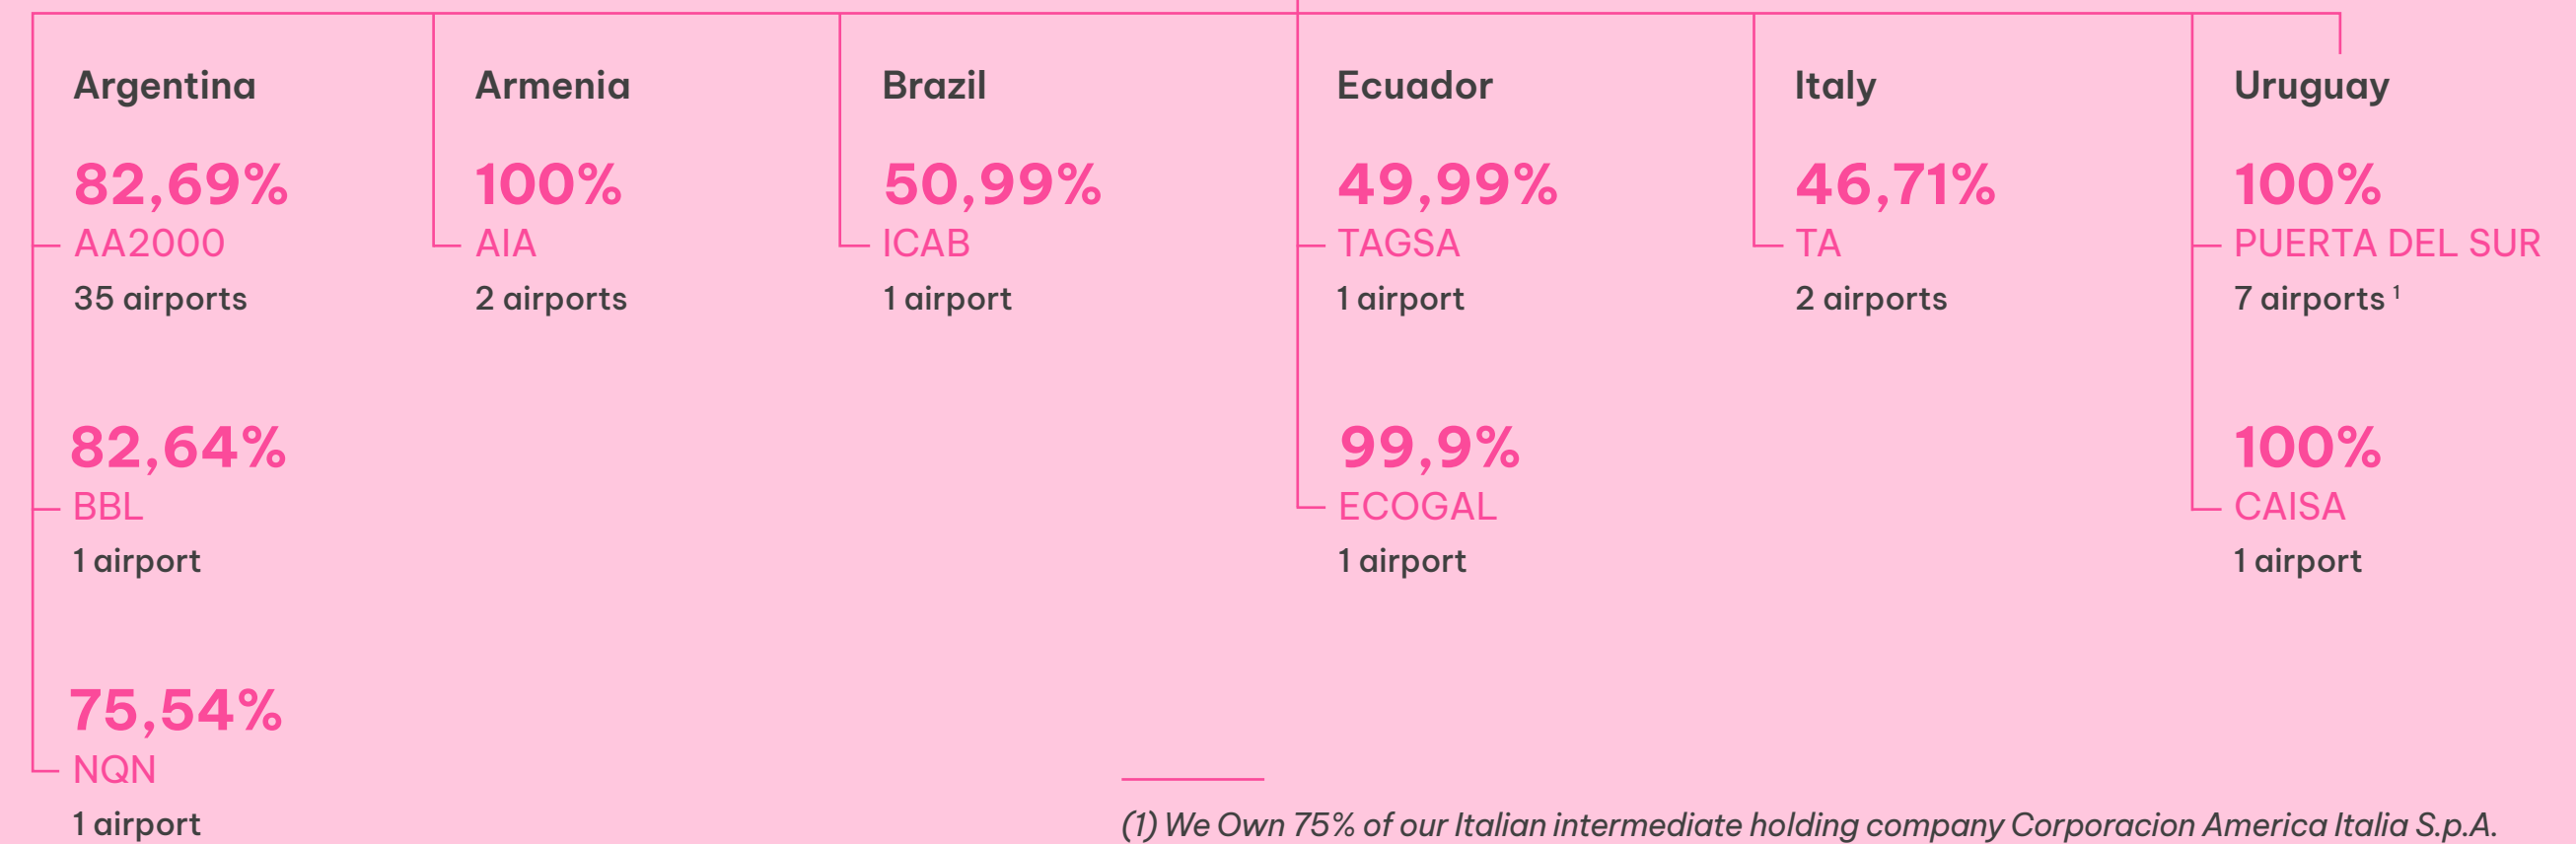 Argentina
82,69%
AA2000
35 airports
82,64%
BBL
1 airport
75,54%
NQN
1 airport
Armenia
100%
AIA
2 airports
Brazil
50,99%
ICAB
1 airport
Ecuador
49,99%
TAGSA
1 airport
99,9%
ECOGAL
1 airport
Italy
46,71%
TA
2 airports
Uruguay
100%
PUERTA DEL SUR
7 airports ¹
100%
CAISA
1 airport
(1) We Own 75% of our Italian intermediate holding company Corporacion America Italia S.p.A.